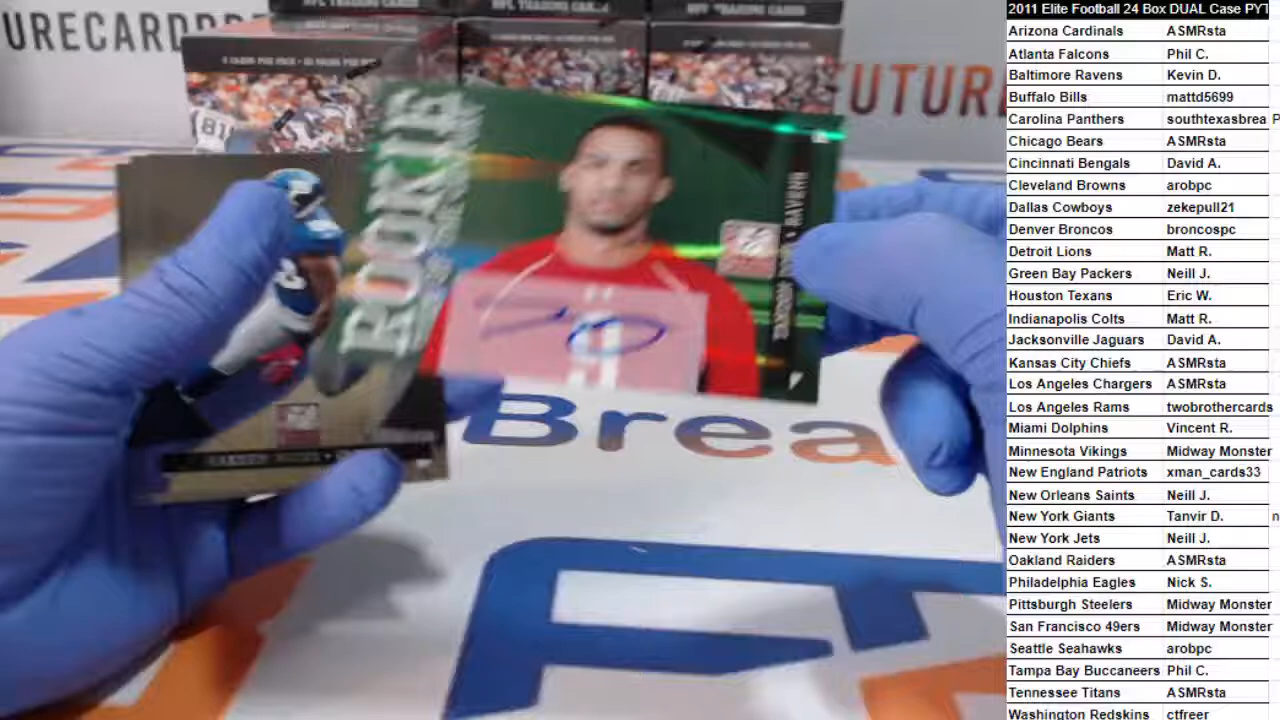 URECARD
NFL TRADING CARDS
FUTURE
81
ROOKIE
RAVENS
Brea
2011 Elite Football 24 Box DUAL Case PYT
Arizona Cardinals ASMRsta
Atlanta Falcons Phil C.
Baltimore Ravens Kevin D.
Buffalo Bills mattd5699
Carolina Panthers southtexasbrea P
Chicago Bears ASMRsta
Cincinnati Bengals David A.
Cleveland Browns arobpc
Dallas Cowboys zekepull21
Denver Broncos broncospc
Detroit Lions Matt R.
Green Bay Packers Neill J.
Houston Texans Eric W.
Indianapolis Colts Matt R.
Jacksonville Jaguars David A.
Kansas City Chiefs ASMRsta
Los Angeles Chargers ASMRsta
Los Angeles Rams twobrothercards
Miami Dolphins Vincent R.
Minnesota Vikings Midway Monster
New England Patriots xman_cards33
New Orleans Saints Neill J.
New York Giants Tanvir D. n
New York Jets Neill J.
Oakland Raiders ASMRsta
Philadelphia Eagles Nick S.
Pittsburgh Steelers Midway Monster
San Francisco 49ers Midway Monster
Seattle Seahawks arobpc
Tampa Bay Buccaneers Phil C.
Tennessee Titans ASMRsta
Washington Redskins ctfreer